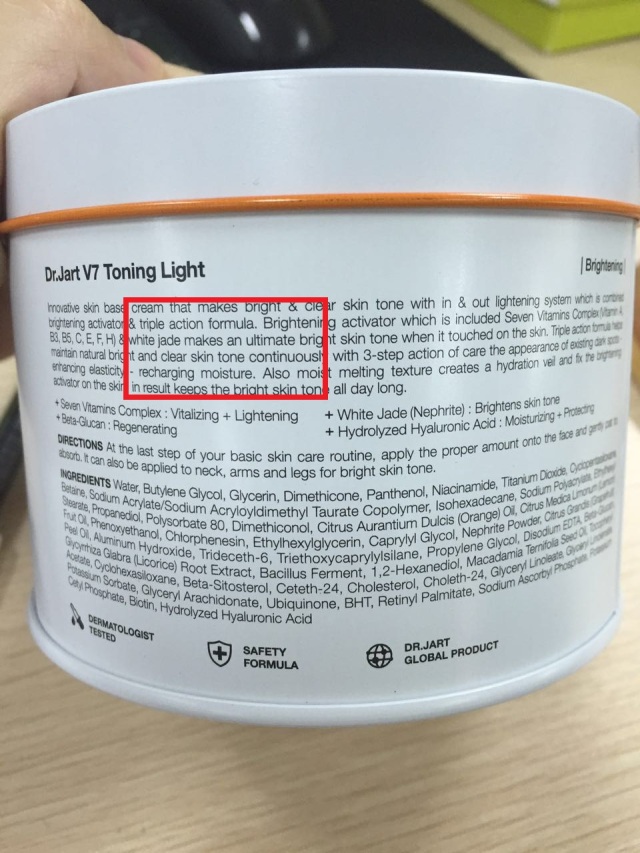 Dr.Jart V7 Toning Light
[ Brightening ]
Innovative skin base cream that makes bright & clear skin tone with in & out lightening system which is combined
brightening activator & triple action formula. Brightening activator which is included Seven Vitamins Complex (Vitamin A,
B3, B5, C, E, F, H) & white jade makes an ultimate bright skin tone when it touched on the skin. Triple action formula helps
maintain natural bright and clear skin tone continuously with 3-step action of care the appearance of existing dark spots-
enhancing elasticity - recharging moisture. Also moist melting texture creates a hydration veil and fix the brightening
activator on the skin in result keeps the bright skin tone all day long.
+ Seven Vitamins Complex : Vitalizing + Lightening + White Jade (Nephrite) : Brightens skin tone
+ Beta-Glucan : Regenerating + Hydrolyzed Hyaluronic Acid : Moisturizing + Protecting
DIRECTIONS At the last step of your basic skin care routine, apply the proper amount onto the face and gently pat to
absorb. It can also be applied to neck, arms and legs for bright skin tone.
INGREDIENTS Water, Butylene Glycol, Glycerin, Dimethicone, Panthenol, Niacinamide, Titanium Dioxide, Cyclopentasiloxane,
Betaine, Sodium Acrylate/Sodium Acryloyldimethyl Taurate Copolymer, Isohexadecane, Sodium Polyacrylate, Ethylhexyl
Stearate, Propanediol, Polysorbate 80, Dimethiconol, Citrus Aurantium Dulcis (Orange) Oil, Citrus Medica Limonum (Lemon)
Fruit Oil, Phenoxyethanol, Chlorphenesin, Ethylhexylglycerin, Caprylyl Glycol, Nephrite Powder, Citrus Grandis (Grapefruit)
Peel Oil, Aluminum Hydroxide, Trideceth-6, Triethoxycaprylylsilane, Propylene Glycol, Disodium EDTA, Beta-Glucan,
Glycyrrhiza Glabra (Licorice) Root Extract, Bacillus Ferment, 1,2-Hexanediol, Macadamia Ternifolia Seed Oil, Tocopheryl
Acetate, Cyclohexasiloxane, Beta-Sitosterol, Ceteth-24, Cholesterol, Choleth-24, Glyceryl Linoleate, Glyceryl Linolenate,
Potassium Sorbate, Glyceryl Arachidonate, Ubiquinone, BHT, Retinyl Palmitate, Sodium Ascorbyl Phosphate, Potassium
Cetyl Phosphate, Biotin, Hydrolyzed Hyaluronic Acid
DERMATOLOGIST
TESTED
SAFETY
FORMULA
DR.JART
GLOBAL PRODUCT